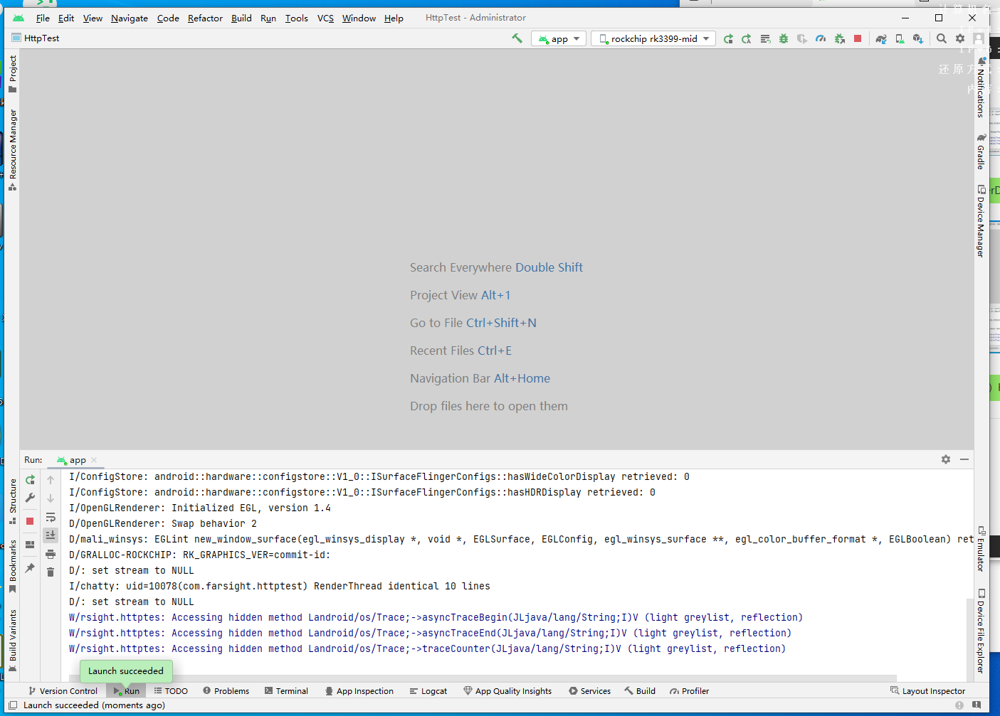 File Edit View Navigate Code Refactor Build Run Tools VCS Window Help HttpTest - Administrator
计算机名
HttpTest app rockchip rk3399-mid
还原方式:
Project
Resource Manager
Notifications
Gradle
Device Manager
Search Everywhere Double Shift
Project View Alt+1
Go to File Ctrl+Shift+N
Recent Files Ctrl+E
Navigation Bar Alt+Home
Drop files here to open them
Run: app
Structure
Bookmarks
Build Variants
Emulator
Device File Explorer
I/ConfigStore: android::hardware::configstore::V1_0::ISurfaceFlingerConfigs::hasWideColorDisplay retrieved: 0
I/ConfigStore: android::hardware::configstore::V1_0::ISurfaceFlingerConfigs::hasHDRDisplay retrieved: 0
I/OpenGLRenderer: Initialized EGL, version 1.4
D/OpenGLRenderer: Swap behavior 2
D/mali_winsys: EGLint new_window_surface(egl_winsys_display *, void *, EGLSurface, EGLConfig, egl_winsys_surface **, egl_color_buffer_format *, EGLBoolean) ret
D/GRALLOC-ROCKCHIP: RK_GRAPHICS_VER=commit-id:
D/: set stream to NULL
I/chatty: uid=10078(com.farsight.httptest) RenderThread identical 10 lines
D/: set stream to NULL
W/rsight.httptes: Accessing hidden method Landroid/os/Trace;->asyncTraceBegin(JLjava/lang/String;I)V (light greylist, reflection)
W/rsight.httptes: Accessing hidden method Landroid/os/Trace;->asyncTraceEnd(JLjava/lang/String;I)V (light greylist, reflection)
W/rsight.httptes: Accessing hidden method Landroid/os/Trace;->traceCounter(JLjava/lang/String;I)V (light greylist, reflection)
Launch succeeded
Version Control Run TODO Problems Terminal App Inspection Logcat App Quality Insights Services Build Profiler Layout Inspector
Launch succeeded (moments ago)